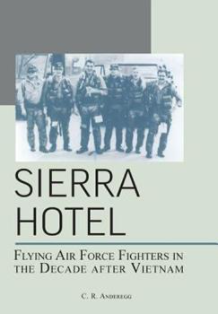 SIERRA
HOTEL
FLYING AIR FORCE FIGHTERS IN
THE DECADE AFTER VIETNAM
C. R. ANDEREGG